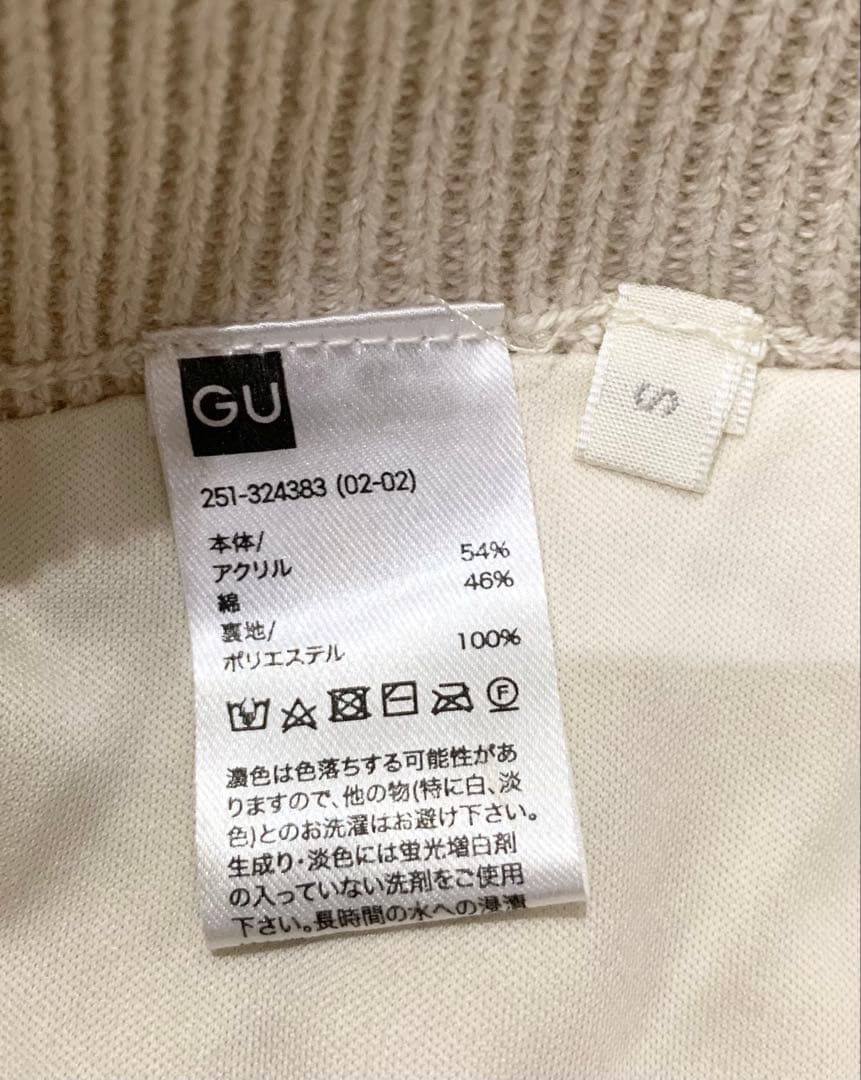 GU
S
251-324383 (02-02)
本体/
アクリル 54%
綿 46%
裏地/
ポリエステル 100%
F
濃色は色落ちする可能性があ
りますので、他の物(特に白、淡
色)とのお洗濯はお避け下さい。
生成り・淡色には蛍光増白剤
の入っていない洗剤をご使用
下さい。長時間の水への浸漬